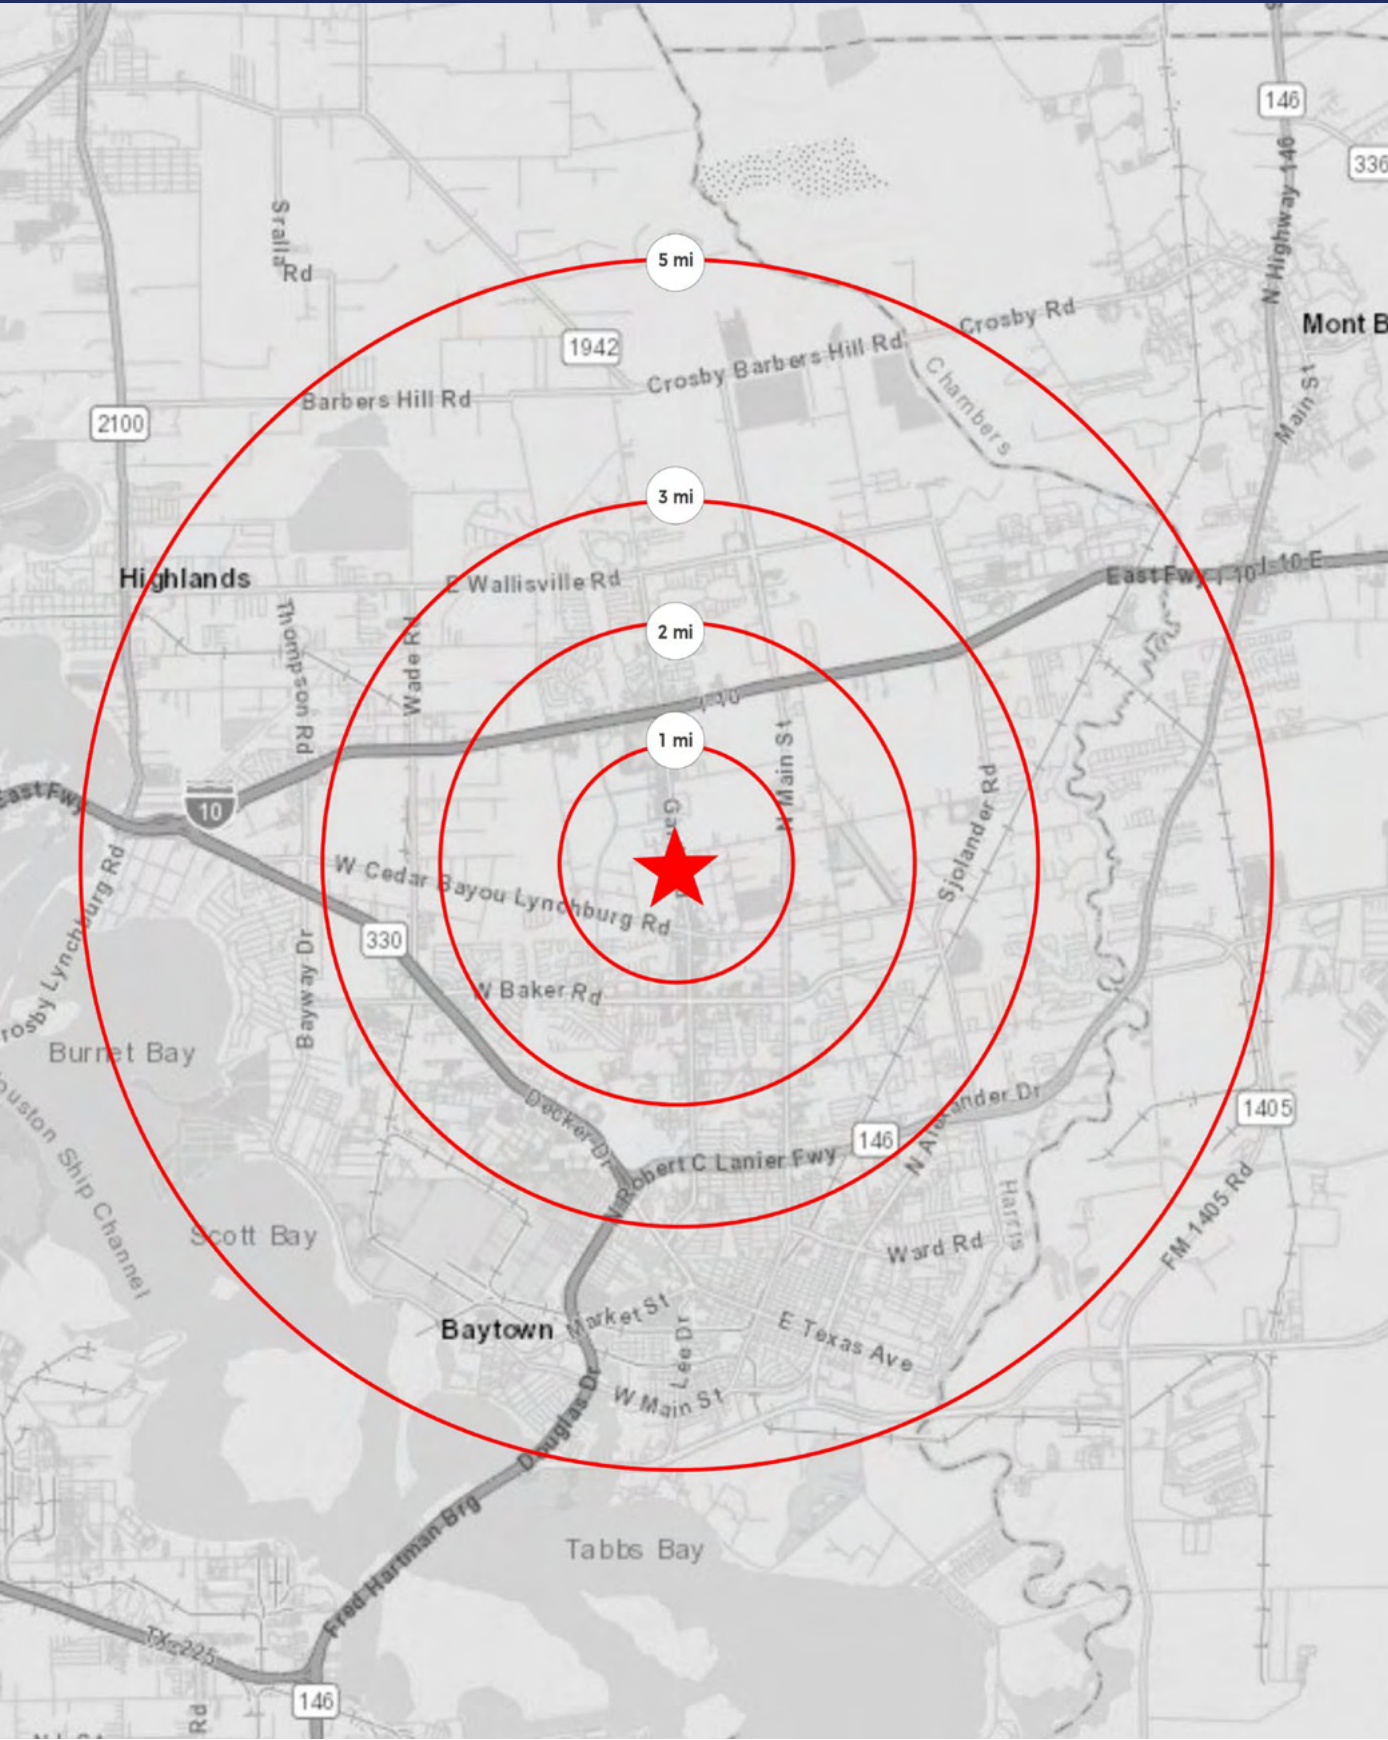 146
336
N Highway 146
Sralla
Rd
5 mi
Crosby Rd
Mont B
1942
Crosby Barbers Hill Rd
Chambers
Main St
Barbers Hill Rd
2100
3 mi
East Fwy
I 10
I-10 E
Highlands
E Wallisville Rd
Thompson Rd
Wade Rd
2 mi
I 10
1 mi
N Main St
East Fwy
10
Sjolander Rd
W Cedar Bayou Lynchburg Rd
330
Bayway Dr
W Baker Rd
Burnet Bay
Decker Dr
N Alexander Dr
1405
146
N Robert C Lanier Fwy
Ship Channel
Harris
FM 1405 Rd
Scott Bay
Ward Rd
Market St
Baytown
E Texas Ave
Lee Dr
W Main St
Douglas Dr
Fred Hartman Brg
Tabbs Bay
TX-225
146
Rd